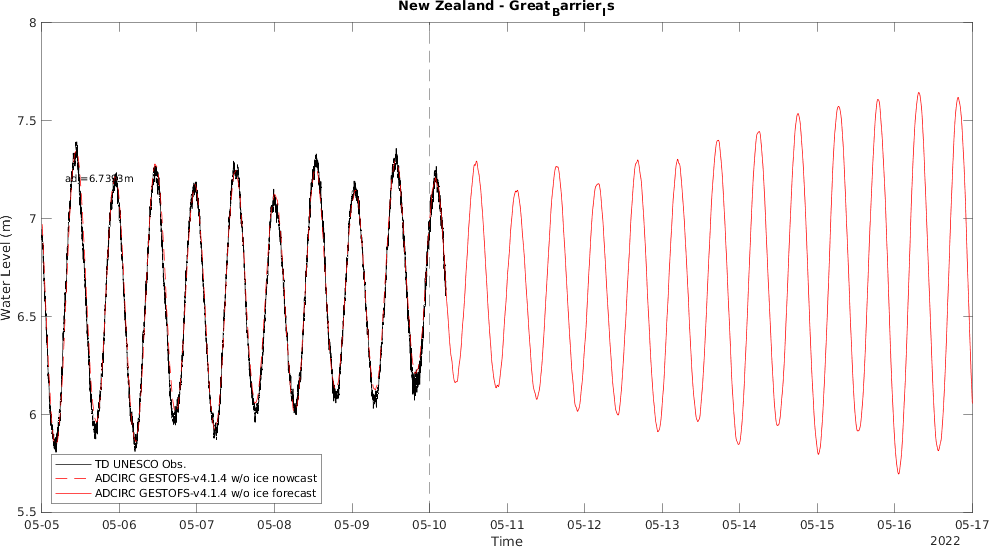 New Zealand - Great_Barrier_Is
8
7.5
7
6.5
6
5.5
Water Level (m)
adj=6.7393m
TD UNESCO Obs.
ADCIRC GESTOFS-v4.1.4 w/o ice nowcast
ADCIRC GESTOFS-v4.1.4 w/o ice forecast
05-05 05-06 05-07 05-08 05-09 05-10 05-11 05-12 05-13 05-14 05-15 05-16 05-17
Time
2022